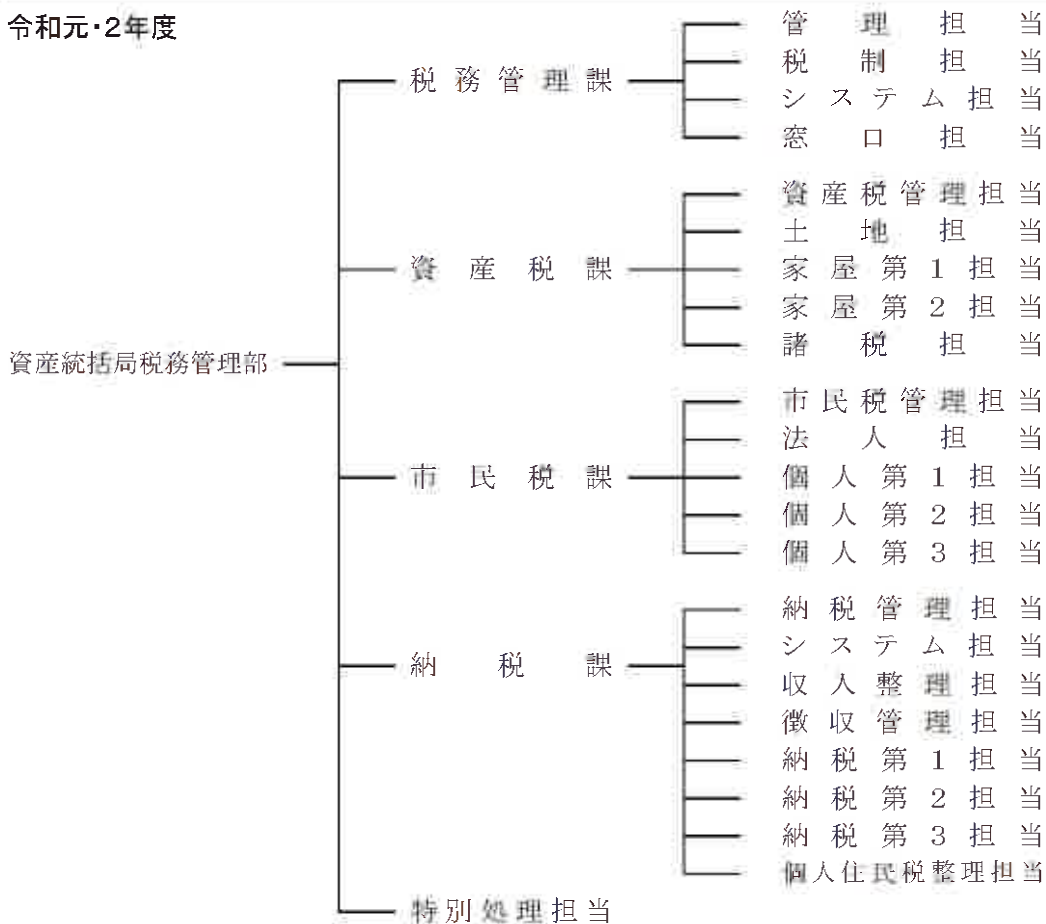 令和元・2年度
資産統括局税務管理部
税務管理課
管理担当
税制担当
システム担当
窓口担当
資産税課
資産税管理担当
土地担当
家屋第1担当
家屋第2担当
諸税担当
市民税課
市民税管理担当
法人担当
個人第1担当
個人第2担当
個人第3担当
納税課
納税管理担当
システム担当
収入整理担当
徴収管理担当
納税第1担当
納税第2担当
納税第3担当
個人住民税整理担当
特別処理担当